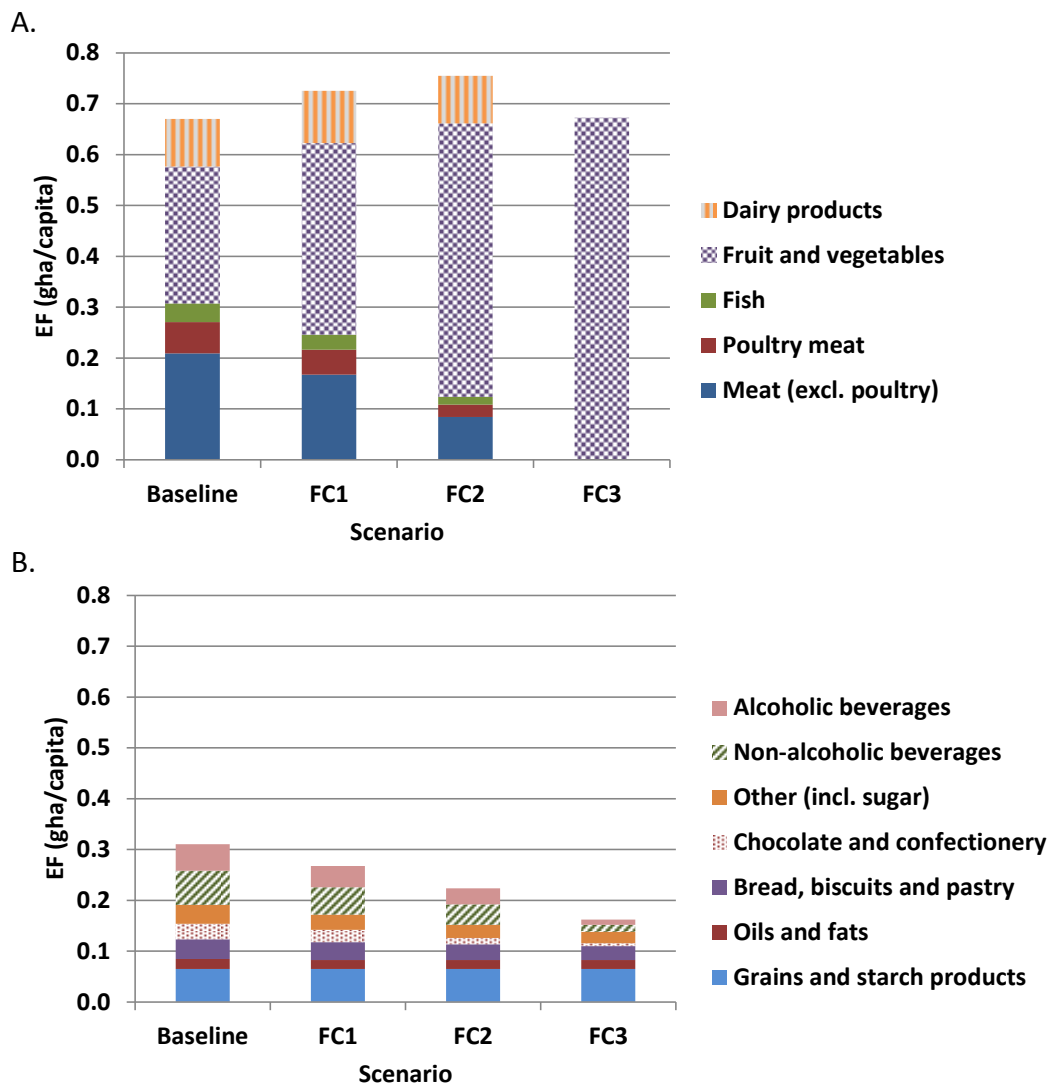 A.
0.8
0.7
0.6
0.5
0.4
0.3
0.2
0.1
0.0
EF (gha/capita)
Baseline FC1 FC2 FC3
Scenario
Dairy products
Fruit and vegetables
Fish
Poultry meat
Meat (excl. poultry)
B.
0.8
0.7
0.6
0.5
0.4
0.3
0.2
0.1
0.0
EF (gha/capita)
Baseline FC1 FC2 FC3
Scenario
Alcoholic beverages
Non-alcoholic beverages
Other (incl. sugar)
Chocolate and confectionery
Bread, biscuits and pastry
Oils and fats
Grains and starch products